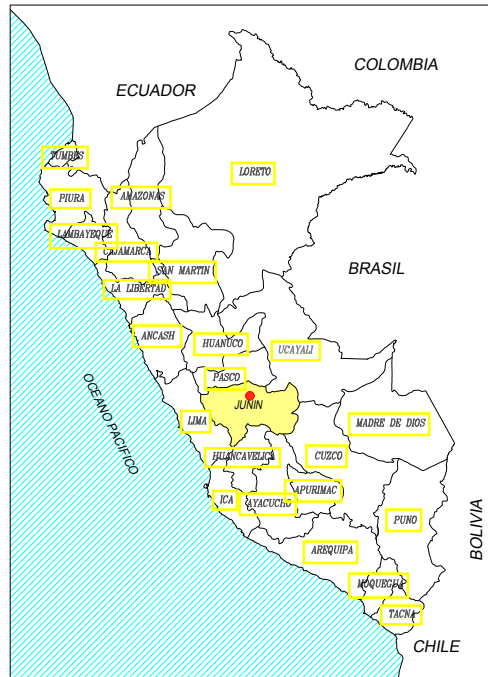 COLOMBIA
ECUADOR
TUMBES
LORETO
PIURA
AMAZONAS
LAMBAYEQUE
CAJAMARCA
BRASIL
SAN MARTIN
LA LIBERTAD
ANCASH
HUANUCO
UCAYALI
PASCO
JUNIN
OCEANO PACIFICO
LIMA
MADRE DE DIOS
HUANCAVELICA
CUZCO
APURIMAC
ICA
AYACUCHO
PUNO
BOLIVIA
AREQUIPA
MOQUEGUA
TACNA
CHILE